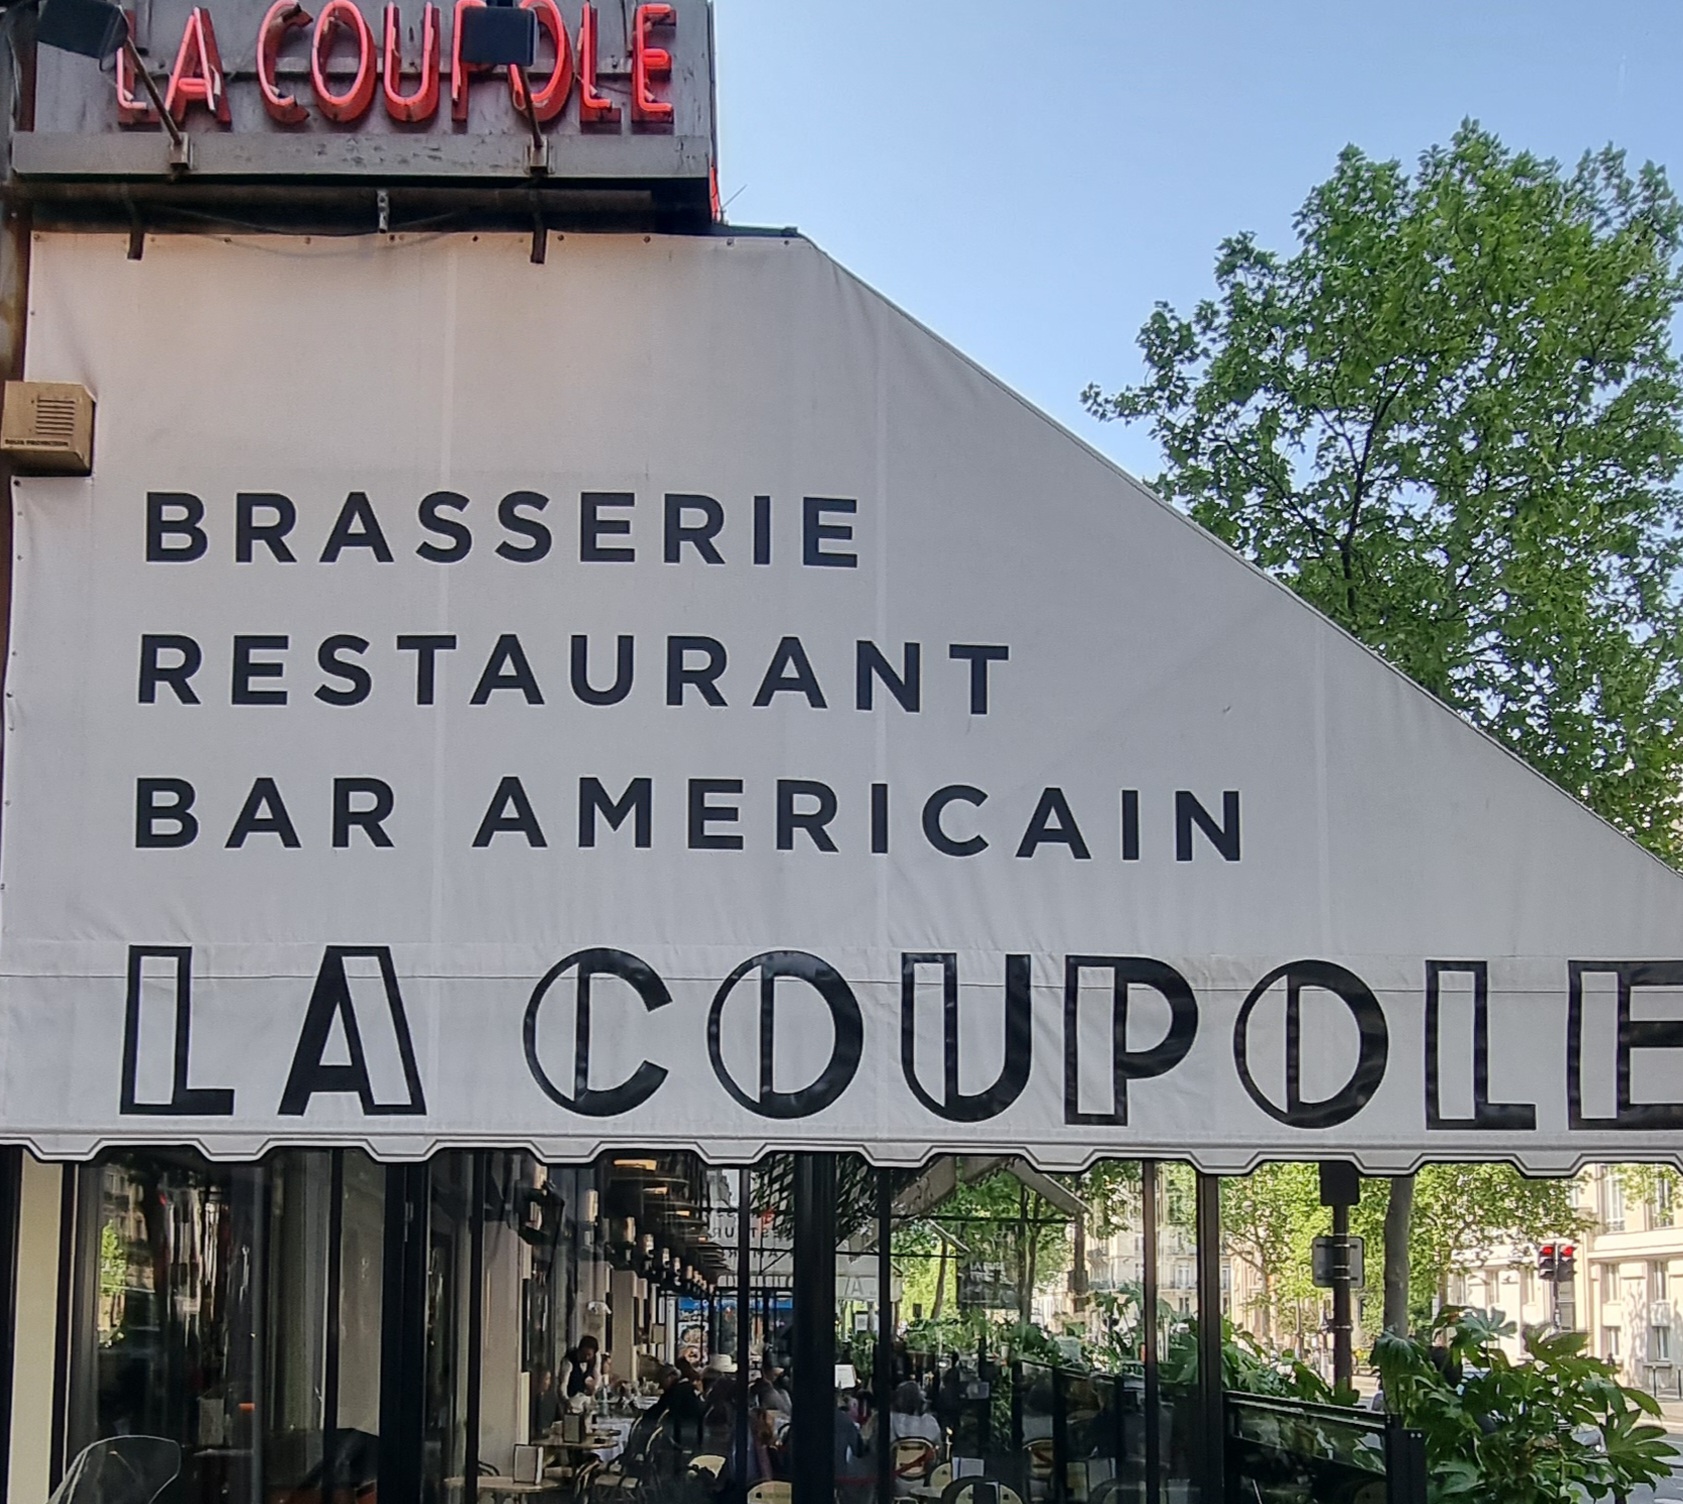 LA COUPOLE
BRASSERIE
RESTAURANT
BAR AMERICAIN
LA COUPOLE